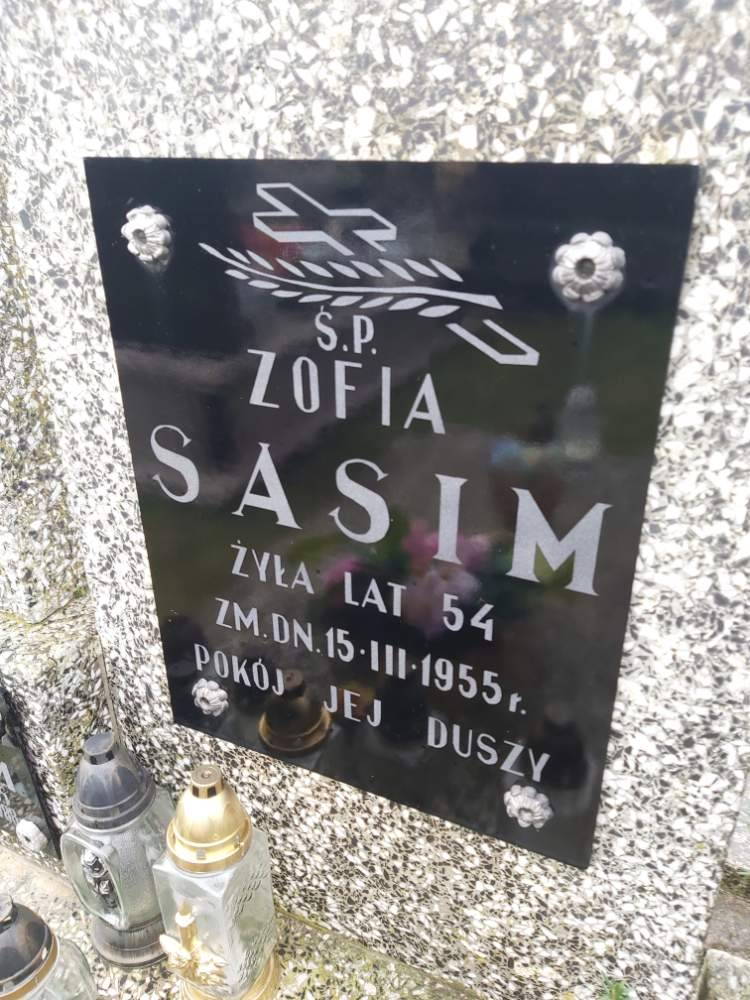 Ś.P.
ZOFIA
SASIM
ŻYŁA LAT 54
ZM. DN. 15·III·1955 r.
POKÓJ JEJ DUSZY